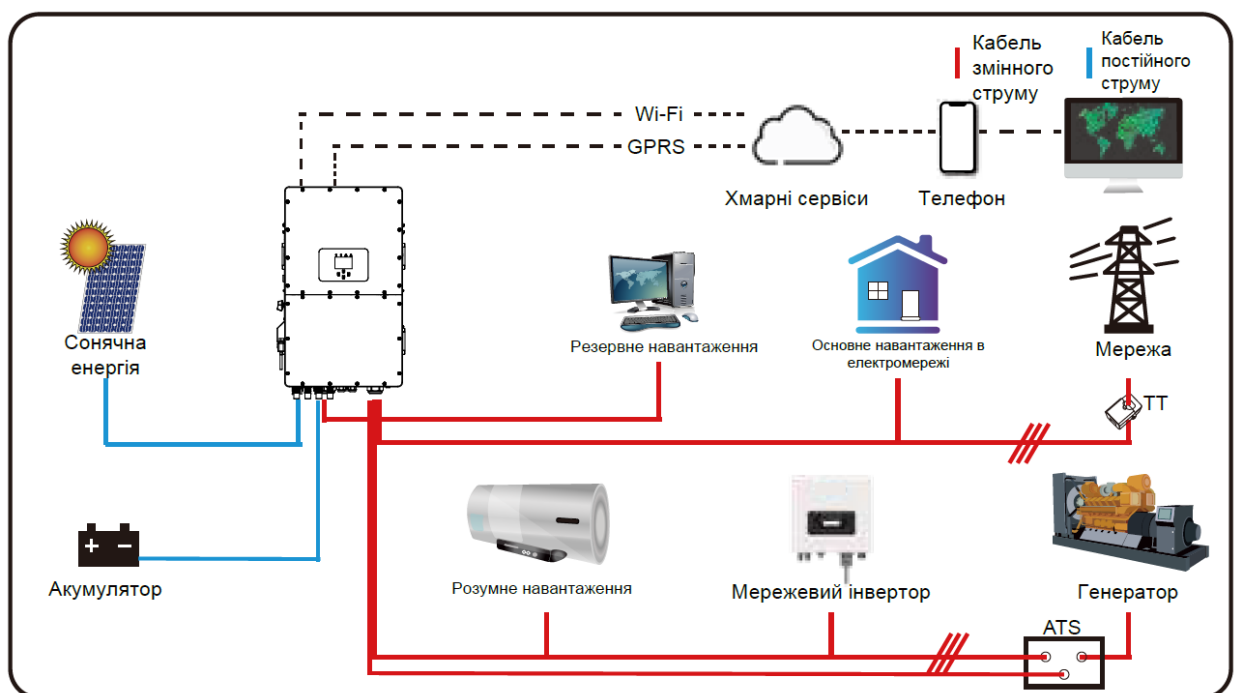 Кабель
змінного
струму
Кабель
постійного
струму
Wi-Fi
GPRS
Хмарні сервіси
Телефон
Сонячна
енергія
Резервне навантаження
Основне навантаження в
електромережі
Мережа
ТТ
Акумулятор
Розумне навантаження
Мережевий інвертор
Генератор
ATS